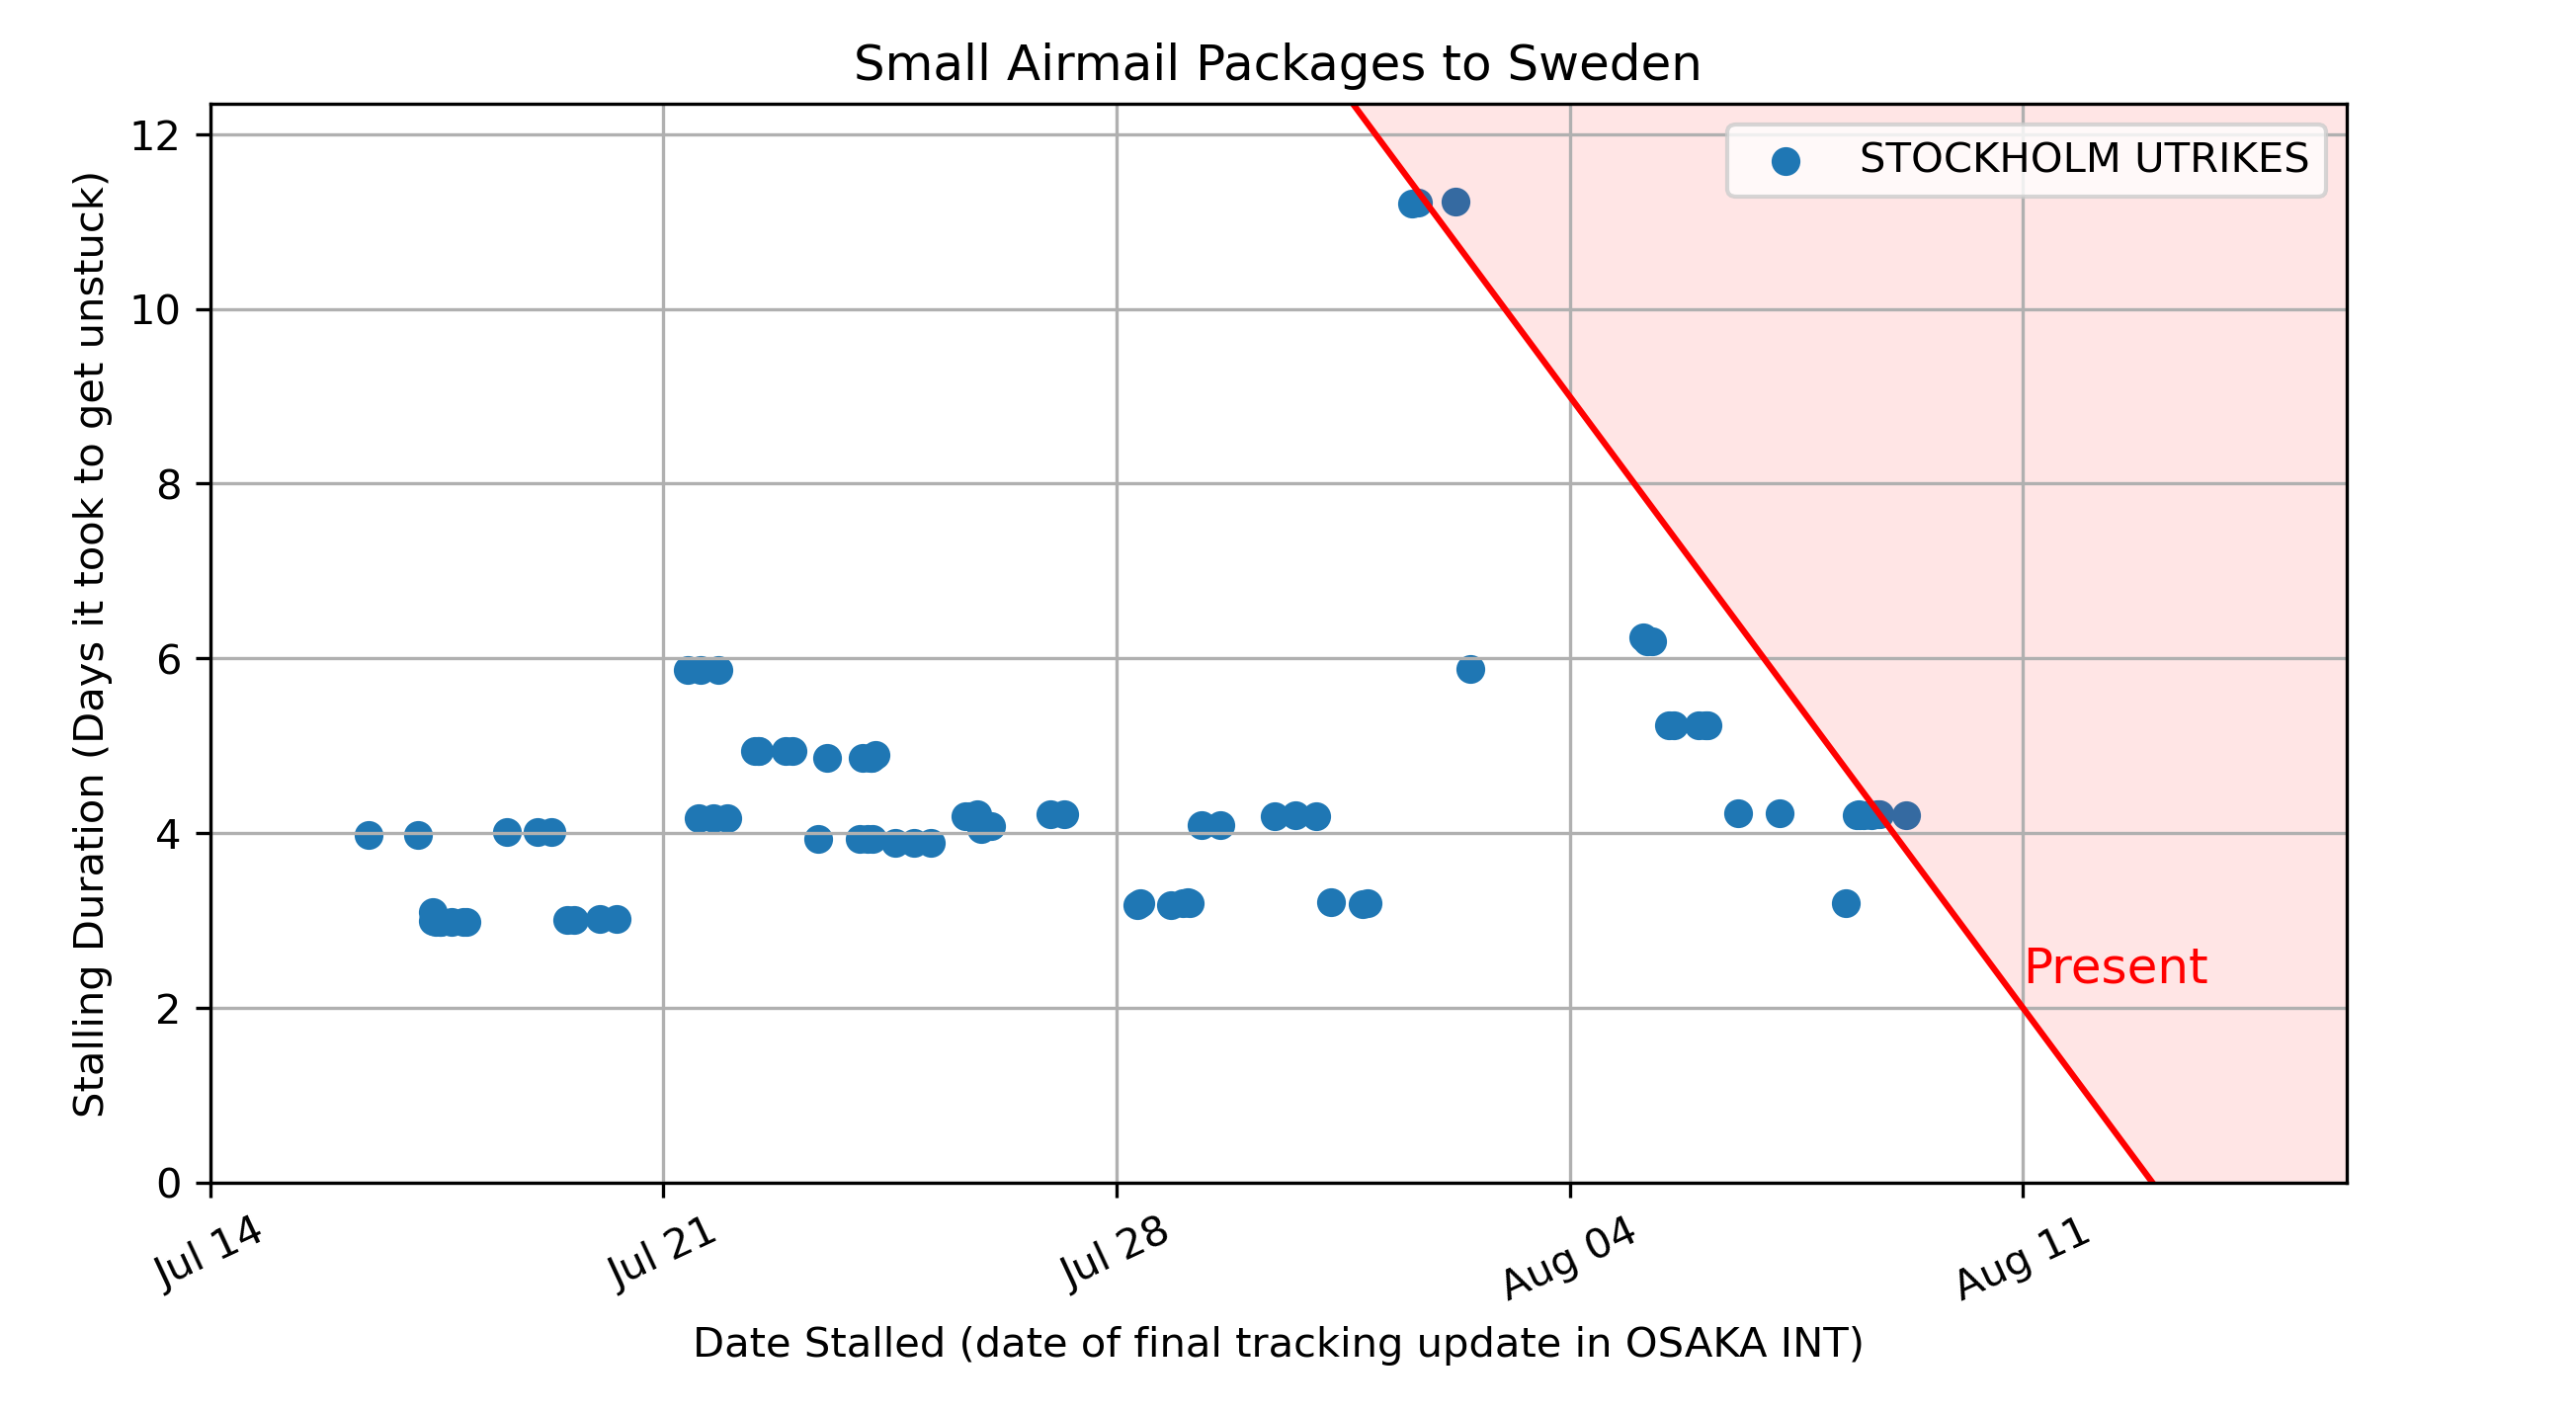 Small Airmail Packages to Sweden
STOCKHOLM UTRIKES
Stalling Duration (Days it took to get unstuck)
12
10
8
6
4
2
0
Present
Jul 14
Jul 21
Jul 28
Aug 04
Aug 11
Date Stalled (date of final tracking update in OSAKA INT)